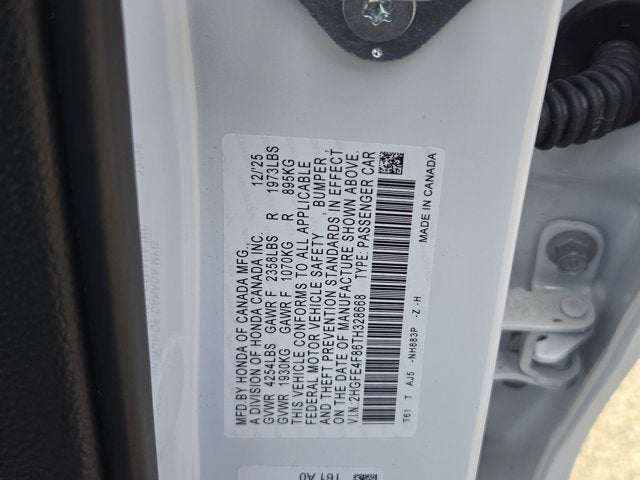 MFD.BY HONDA OF CANADA MFG., 12/25
A DIVISION OF HONDA CANADA INC.
GVWR 4254LBS GAWR F 2358LBS R 1973LBS
GVWR 1930KG GAWR F 1070KG R 895KG
THIS VEHICLE CONFORMS TO ALL APPLICABLE
FEDERAL MOTOR VEHICLE SAFETY, BUMPER,
AND THEFT PREVENTION STANDARDS IN EFFECT
ON THE DATE OF MANUFACTURE SHOWN ABOVE.
V.I.N:2HGFE4F86TH328668 TYPE: PASSENGER CAR
T61 T AJ5 -NH883P -Z -H MADE IN CANADA
T61 A0